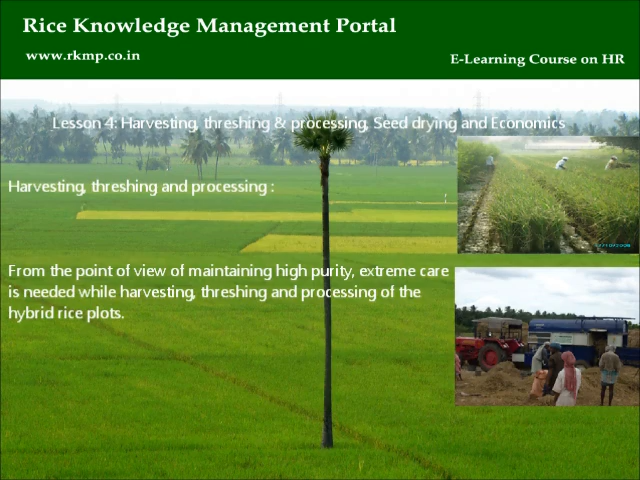 Rice Knowledge Management Portal
www.rkmp.co.in
E-Learning Course on HR
Lesson 4: Harvesting, threshing & processing, Seed drying and Economics
Harvesting, threshing and processing :
From the point of view of maintaining high purity, extreme care
is needed while harvesting, threshing and processing of the
hybrid rice plots.